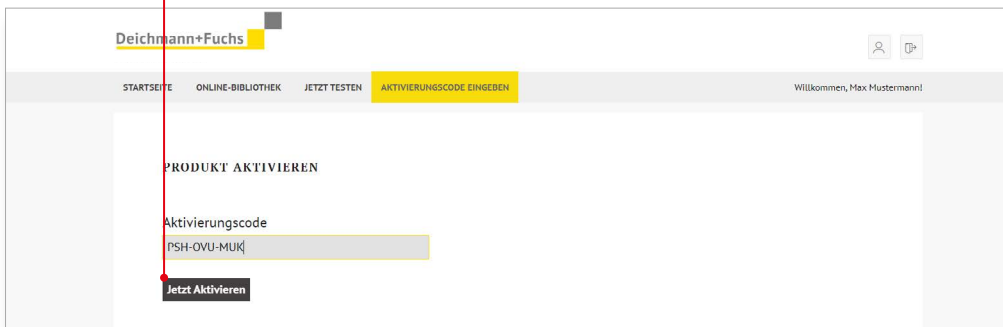 Deichmann+Fuchs
STARTSEITE ONLINE-BIBLIOTHEK JETZT TESTEN AKTIVIERUNGSCODE EINGEBEN Willkommen, Max Mustermann!
PRODUKT AKTIVIEREN
Aktivierungscode
PSH-OVU-MUK
Jetzt Aktivieren